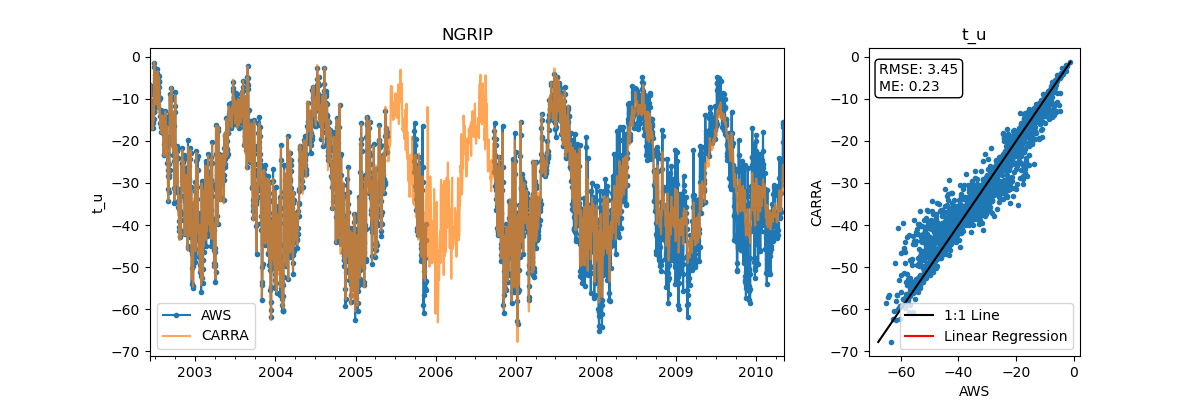 NGRIP
t_u
0
−10
−20
−30
−40
−50
−60
−70
t_u
AWS
CARRA
2003
2004
2005
2006
2007
2008
2009
2010
t_u
RMSE: 3.45
ME: 0.23
0
−10
−20
−30
−40
−50
−60
−70
CARRA
1:1 Line
Linear Regression
−60
−40
−20
0
AWS